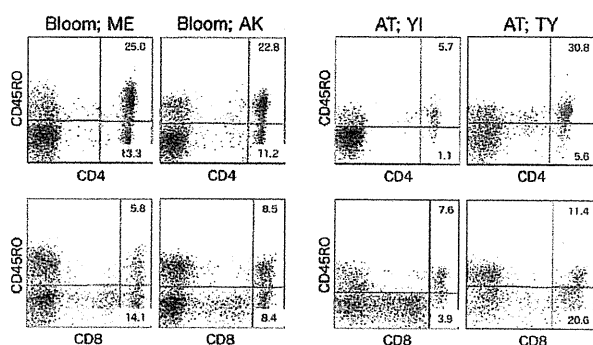 Bloom; ME Bloom; AK AT; YI AT; TY
25.0 22.8 5.7 30.8
CD45RO CD45RO
13.3 11.2 1.1 5.6
CD4 CD4 CD4 CD4
5.8 8.5 7.6 11.4
CD45RO CD45RO
14.1 8.4 3.9 20.6
CD8 CD8 CD8 CD8